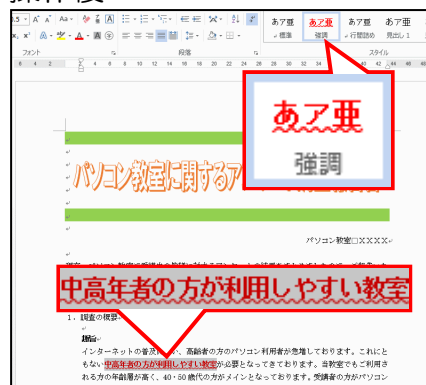 あア亜 あア亜 あア亜 あア亜
標準 強調 行間詰め 見出し 1
フォント 段落 スタイル
あア亜
強調
パソコン教室に関するア
パソコン教室□XXXX
中高年者の方が利用しやすい教室
1．調査の概要
趣旨
インターネットの普及に 、高齢者の方のパソコン利用者が急増しております。これにと
もない中高年者の方が利用しやすい教室が必要となってきております。当教室でもご利用さ
れる方の年齢層が高く、40・50歳代の方がメインとなっております。受講者の方がパソコン